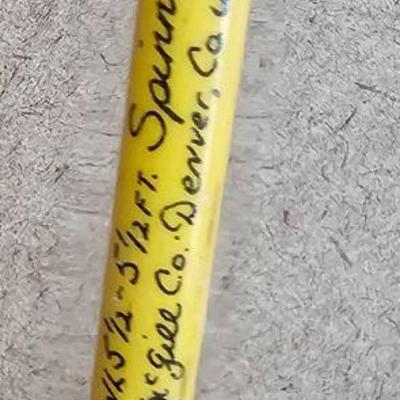 5½ - 5½ FT. Spinn
McGill Co. Denver, Co